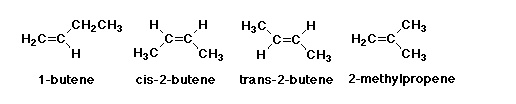 CH₂CH₃
H₂C=C
H
1-butene
H H
C=C
H₃C CH₃
cis-2-butene
H₃C H
C=C
H CH₃
trans-2-butene
CH₃
H₂C=C
CH₃
2-methylpropene